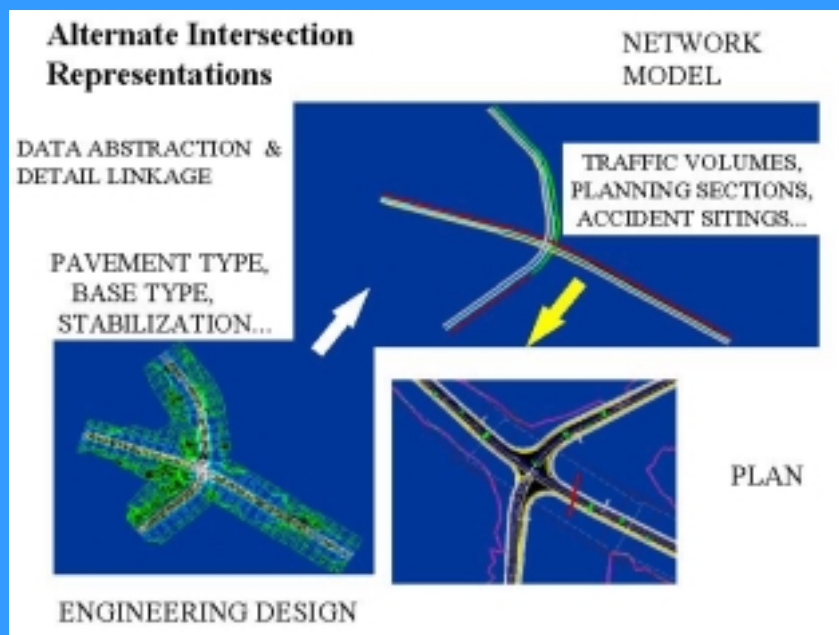 Alternate Intersection
Representations
NETWORK
MODEL
DATA ABSTRACTION &
DETAIL LINKAGE
TRAFFIC VOLUMES,
PLANNING SECTIONS,
ACCIDENT SITINGS...
PAVEMENT TYPE,
BASE TYPE,
STABILIZATION...
PLAN
ENGINEERING DESIGN